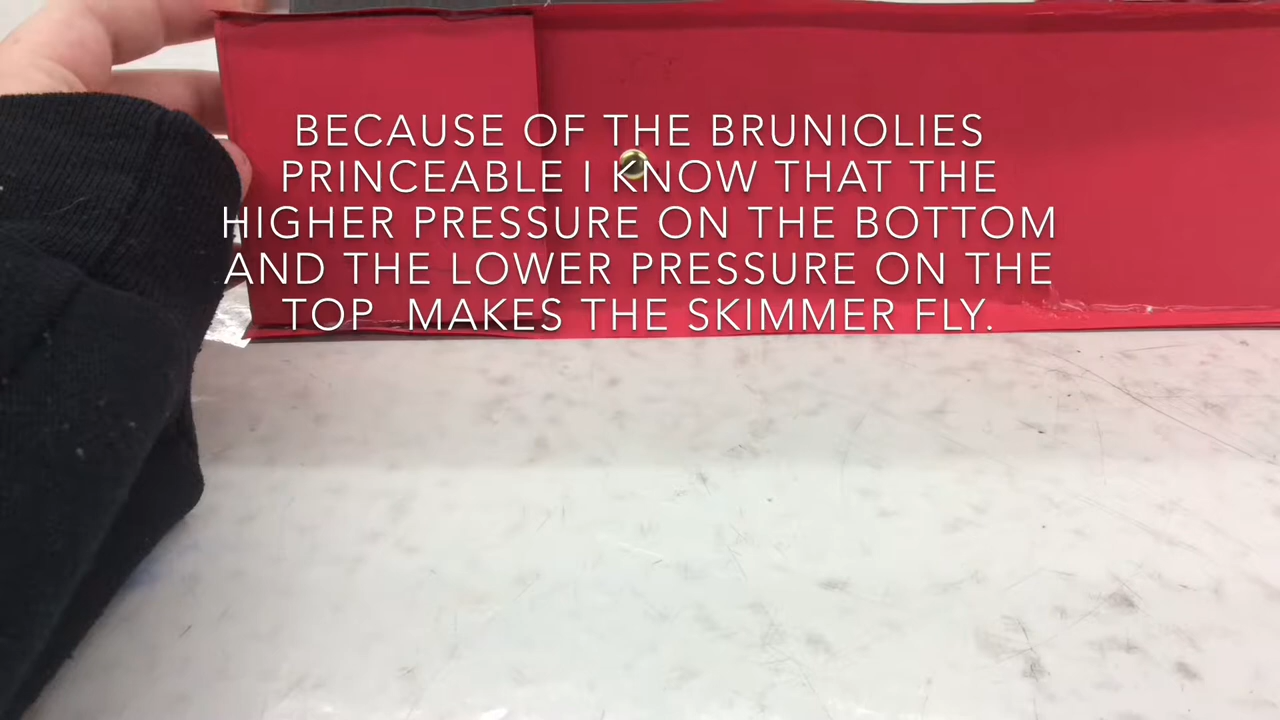 BECAUSE OF THE BRUNIOLIES
PRINCEABLE I KNOW THAT THE
HIGHER PRESSURE ON THE BOTTOM
AND THE LOWER PRESSURE ON THE
TOP  MAKES THE SKIMMER FLY.